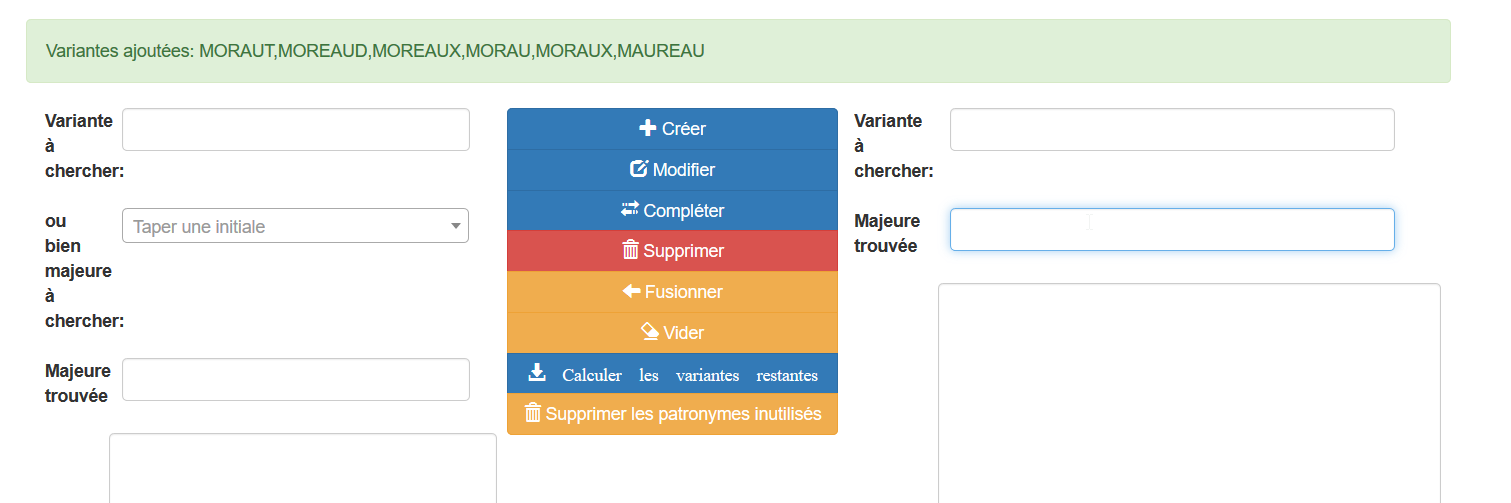 Variantes ajoutées: MORAUT,MOREAUD,MOREAUX,MORAU,MORAUX,MAUREAU
Variante
à
chercher:
ou
bien
majeure
à
chercher:
Taper une initiale
Majeure
trouvée
Créer
Modifier
Compléter
Supprimer
Fusionner
Vider
Calculer les variantes restantes
Supprimer les patronymes inutilisés
Variante
à
chercher:
Majeure
trouvée